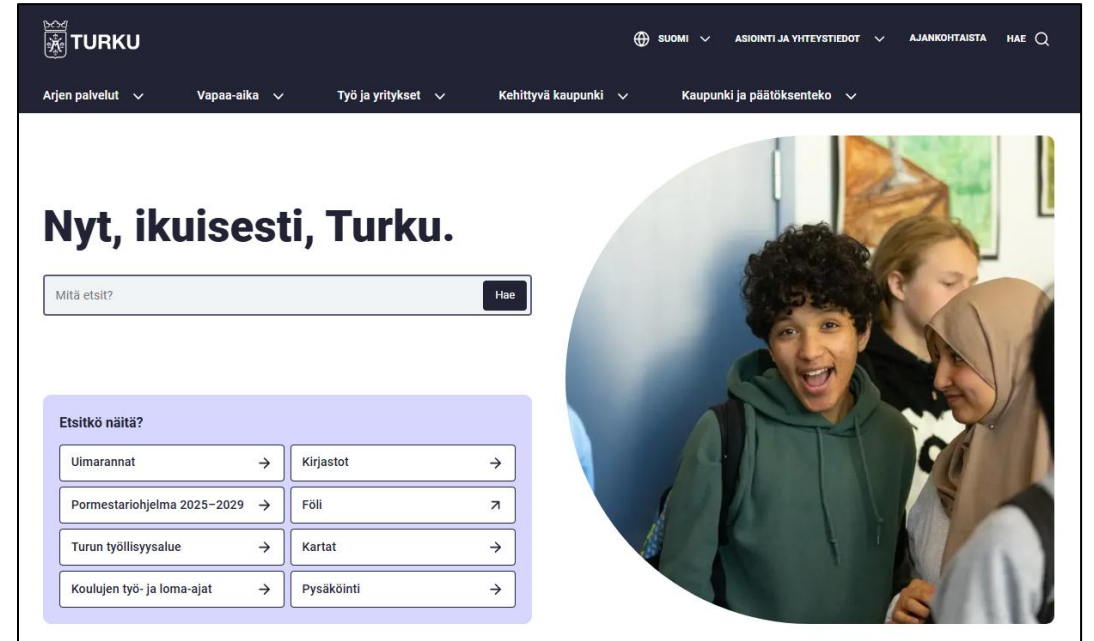 TURKU
SUOMI
ASIOINTI JA YHTEYSTIEDOT
AJANKOHTAISTA
HAE
Arjen palvelut
Vapaa-aika
Työ ja yritykset
Kehittyvä kaupunki
Kaupunki ja päätöksenteko
Nyt, ikuisesti, Turku.
Mitä etsit?
Hae
Etsitkö näitä?
Uimarannat
Kirjastot
Pormestariohjelma 2025–2029
Föli
Turun työllisyysalue
Kartat
Koulujen työ- ja loma-ajat
Pysäköinti